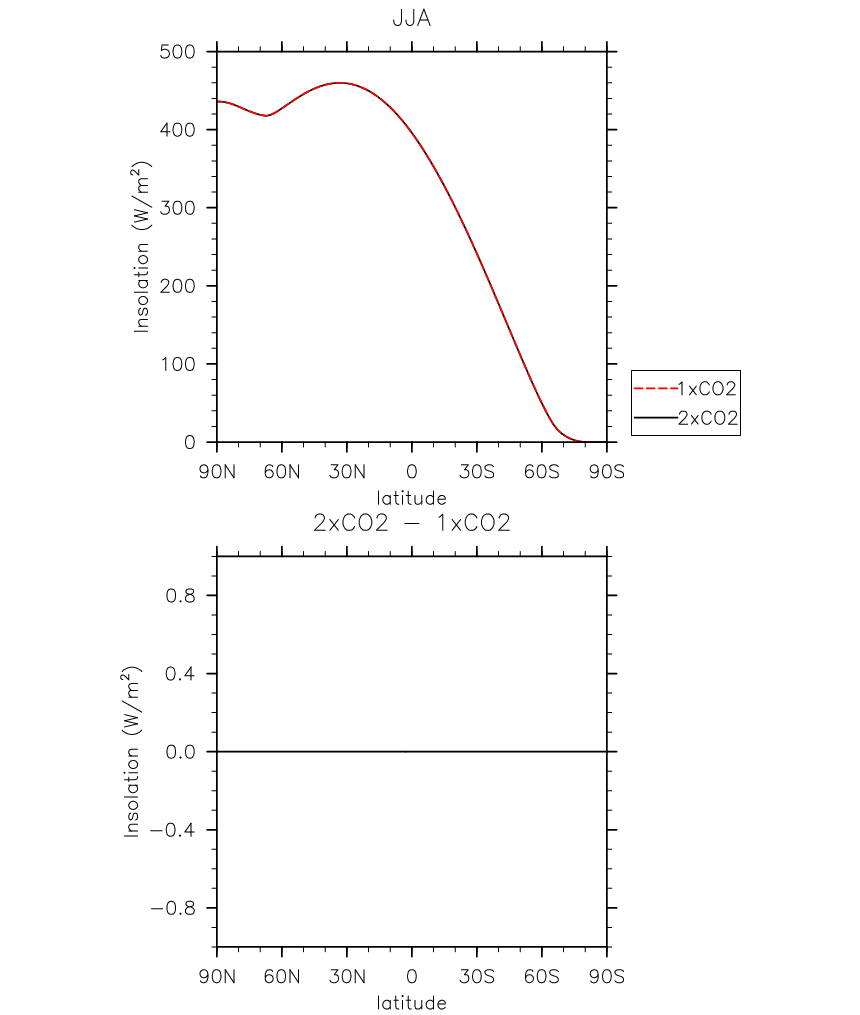 JJA
500
400
300
200
100
0
Insolation (W/m²)
90N 60N 30N 0 30S 60S 90S
latitude
1xCO2
2xCO2
2xCO2 − 1xCO2
0.8
0.4
0.0
−0.4
−0.8
Insolation (W/m²)
90N 60N 30N 0 30S 60S 90S
latitude